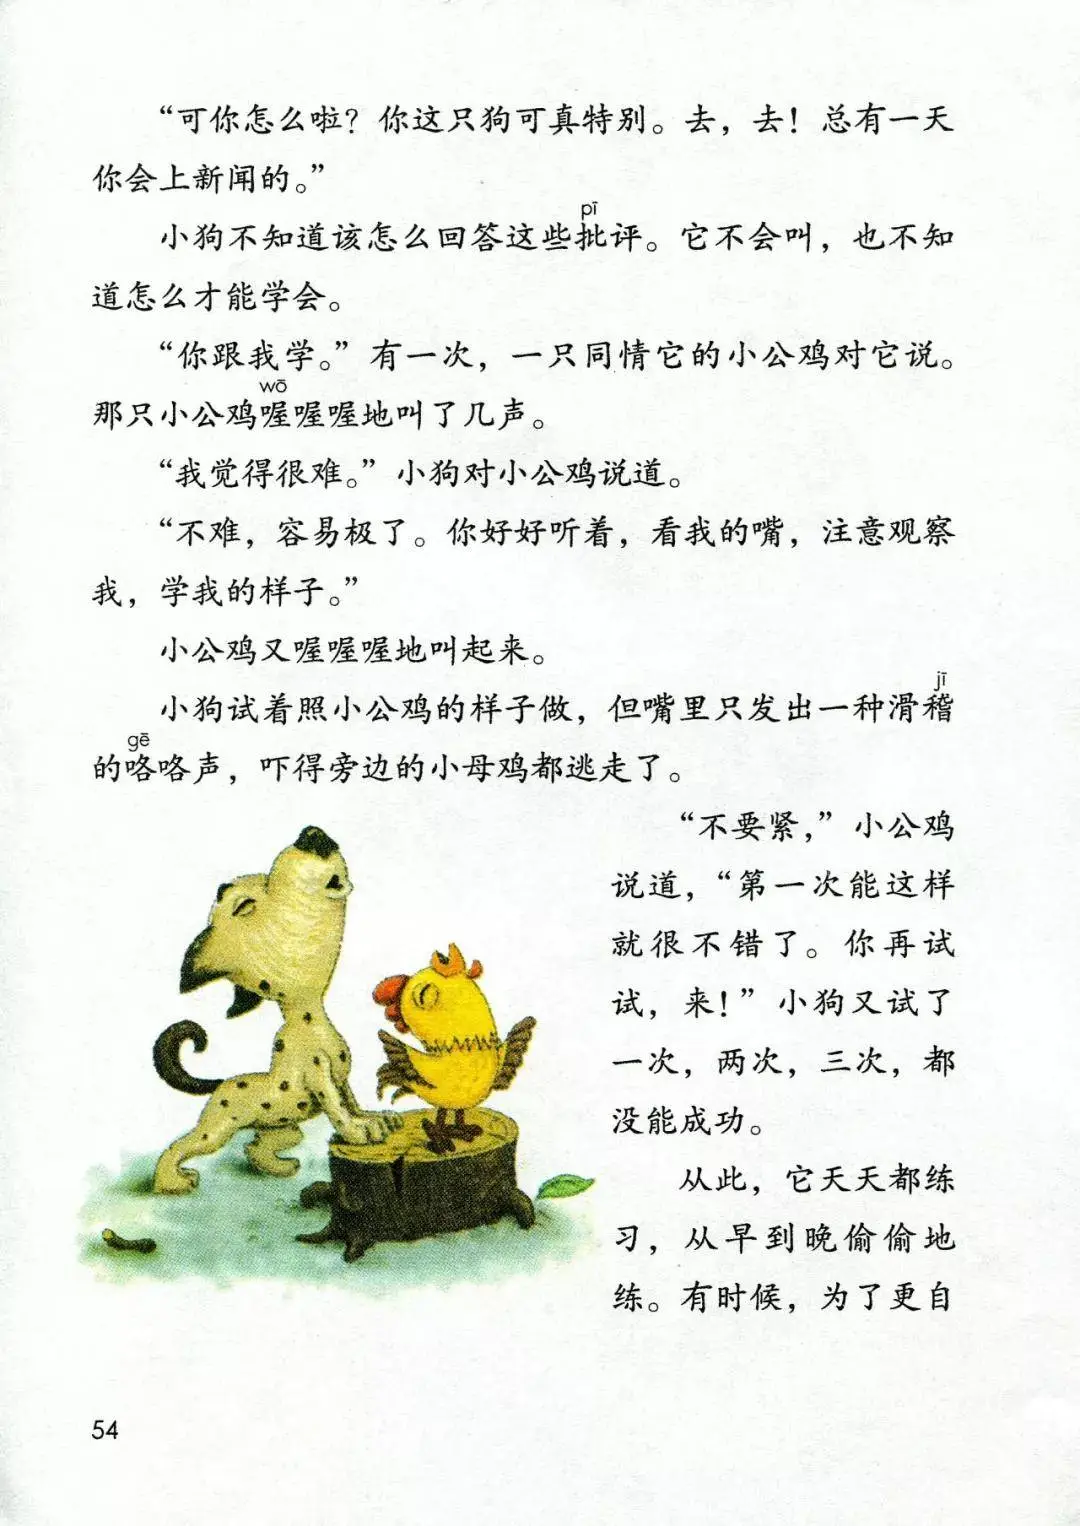 “可你怎么啦？你这只狗可真特别。去，去！总有一天
你会上新闻的。”
pī
小狗不知道该怎么回答这些批评。它不会叫，也不知
道怎么才能学会。
“你跟我学。”有一次，一只同情它的小公鸡对它说。
wō
那只小公鸡喔喔喔地叫了几声。
“我觉得很难。”小狗对小公鸡说道。
“不难，容易极了。你好好听着，看我的嘴，注意观察
我，学我的样子。”
小公鸡又喔喔喔地叫起来。
jī
小狗试着照小公鸡的样子做，但嘴里只发出一种滑稽
gē
的咯咯声，吓得旁边的小母鸡都逃走了。
“不要紧，”小公鸡
说道，“第一次能这样
就很不错了。你再试
试，来！”小狗又试了
一次，两次，三次，都
没能成功。
从此，它天天都练
习，从早到晚偷偷地
练。有时候，为了更自
54